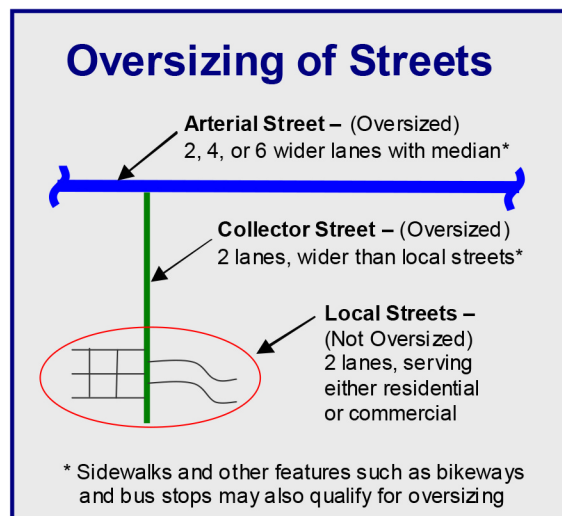 Oversizing of Streets
Arterial Street – (Oversized)
2, 4, or 6 wider lanes with median*
Collector Street – (Oversized)
2 lanes, wider than local streets*
Local Streets –
(Not Oversized)
2 lanes, serving
either residential
or commercial
* Sidewalks and other features such as bikeways
and bus stops may also qualify for oversizing